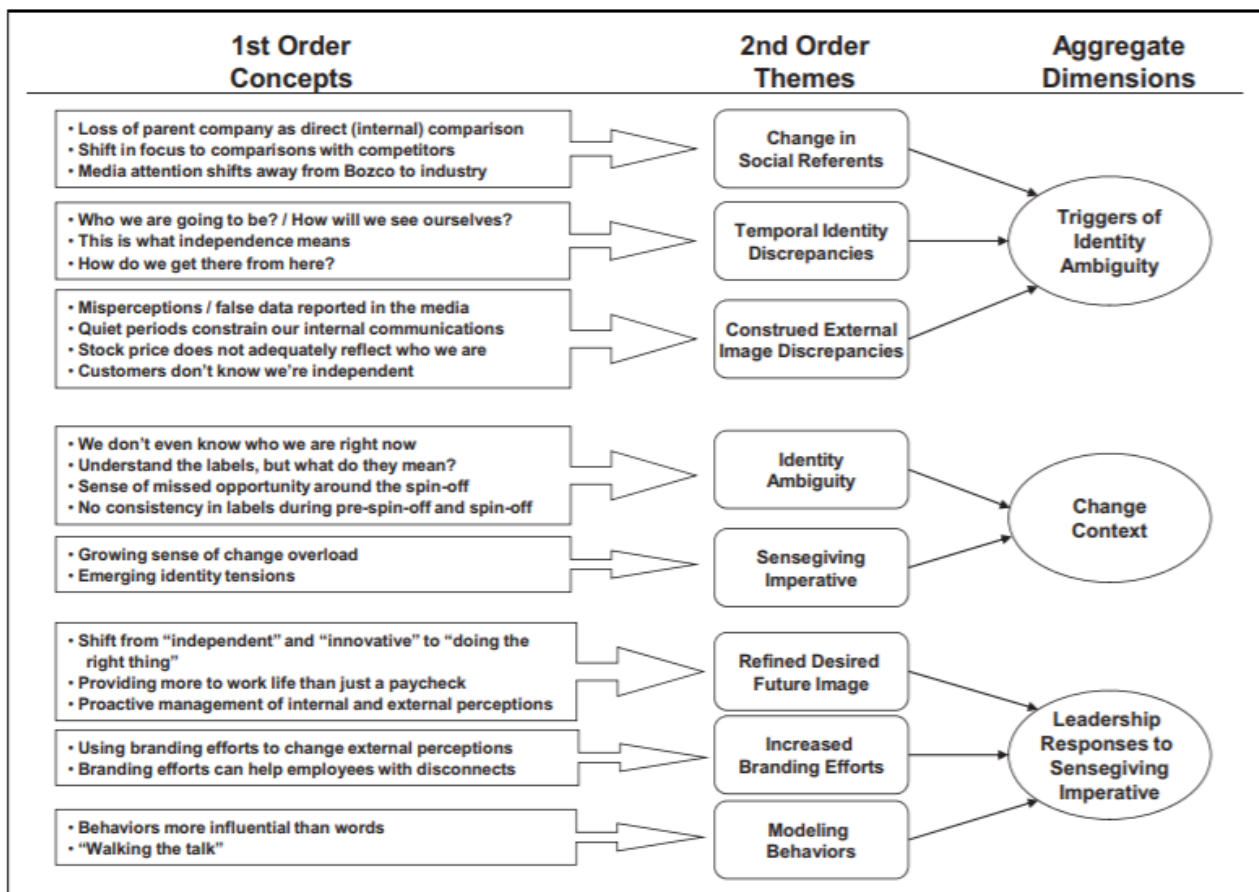 1st Order
Concepts
2nd Order
Themes
Aggregate
Dimensions
• Loss of parent company as direct (internal) comparison
• Shift in focus to comparisons with competitors
• Media attention shifts away from Bozco to industry
Change in
Social Referents
• Who we are going to be? / How will we see ourselves?
• This is what independence means
• How do we get there from here?
Temporal Identity
Discrepancies
• Misperceptions / false data reported in the media
• Quiet periods constrain our internal communications
• Stock price does not adequately reflect who we are
• Customers don’t know we’re independent
Construed External
Image Discrepancies
Triggers of
Identity
Ambiguity
• We don’t even know who we are right now
• Understand the labels, but what do they mean?
• Sense of missed opportunity around the spin-off
• No consistency in labels during pre-spin-off and spin-off
Identity
Ambiguity
• Growing sense of change overload
• Emerging identity tensions
Sensegiving
Imperative
Change
Context
• Shift from “independent” and “innovative” to “doing the
right thing”
• Providing more to work life than just a paycheck
• Proactive management of internal and external perceptions
Refined Desired
Future Image
• Using branding efforts to change external perceptions
• Branding efforts can help employees with disconnects
Increased
Branding Efforts
• Behaviors more influential than words
• “Walking the talk”
Modeling
Behaviors
Leadership
Responses to
Sensegiving
Imperative